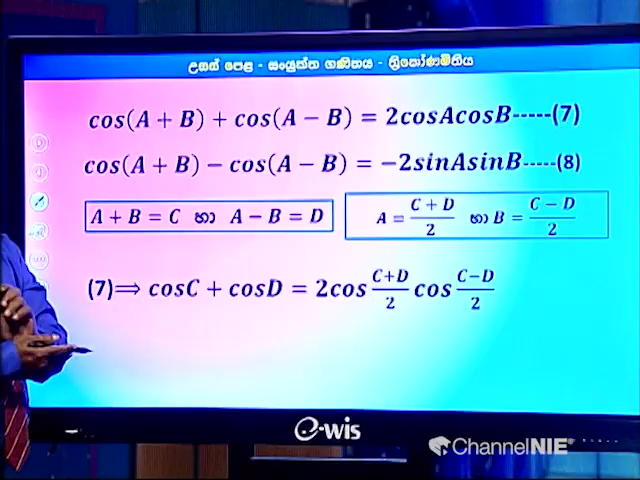 උසස් පෙළ - සංයුක්ත ගණිතය - ත්‍රිකෝණමිතිය
cos(A + B) + cos(A − B) = 2cosAcosB-----(7)
cos(A + B) − cos(A − B) = −2sinAsinB-----(8)
A + B = C හා A − B = D
A = (C + D)/2 හා B = (C − D)/2
(7)⟹ cosC + cosD = 2cos (C+D)/2 cos (C−D)/2
e-wis
ChannelNIE